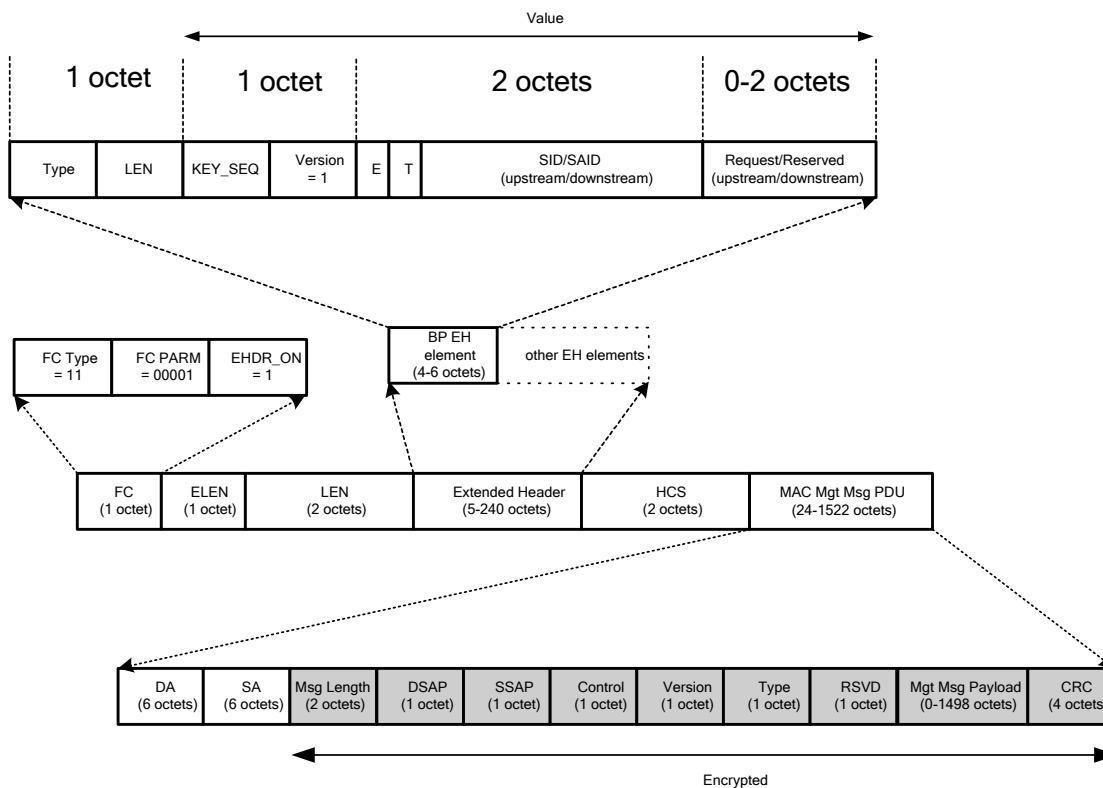 Value
1 octet
1 octet
2 octets
0-2 octets
Type
LEN
KEY_SEQ
Version
= 1
E
T
SID/SAID
(upstream/downstream)
Request/Reserved
(upstream/downstream)
BP EH
element
(4-6 octets)
other EH elements
FC Type
= 11
FC PARM
= 00001
EHDR_ON
= 1
FC
(1 octet)
ELEN
(1 octet)
LEN
(2 octets)
Extended Header
(5-240 octets)
HCS
(2 octets)
MAC Mgt Msg PDU
(24-1522 octets)
DA
(6 octets)
SA
(6 octets)
Msg Length
(2 octets)
DSAP
(1 octet)
SSAP
(1 octet)
Control
(1 octet)
Version
(1 octet)
Type
(1 octet)
RSVD
(1 octet)
Mgt Msg Payload
(0-1498 octets)
CRC
(4 octets
Encrypted